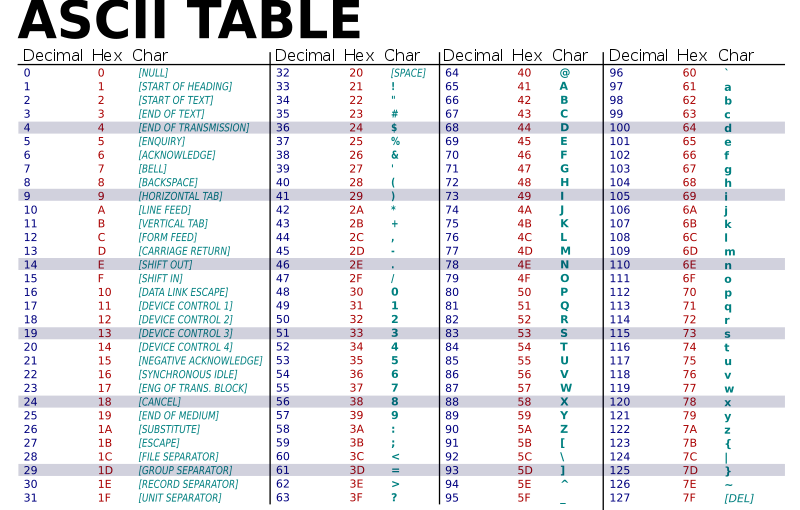 ASCII TABLE
Decimal Hex Char Decimal Hex Char Decimal Hex Char Decimal Hex Char
0 0 [NULL] 32 20 [SPACE] 64 40 @ 96 60 `
1 1 [START OF HEADING] 33 21 ! 65 41 A 97 61 a
2 2 [START OF TEXT] 34 22 " 66 42 B 98 62 b
3 3 [END OF TEXT] 35 23 # 67 43 C 99 63 c
4 4 [END OF TRANSMISSION] 36 24 $ 68 44 D 100 64 d
5 5 [ENQUIRY] 37 25 % 69 45 E 101 65 e
6 6 [ACKNOWLEDGE] 38 26 & 70 46 F 102 66 f
7 7 [BELL] 39 27 ' 71 47 G 103 67 g
8 8 [BACKSPACE] 40 28 ( 72 48 H 104 68 h
9 9 [HORIZONTAL TAB] 41 29 ) 73 49 I 105 69 i
10 A [LINE FEED] 42 2A * 74 4A J 106 6A j
11 B [VERTICAL TAB] 43 2B + 75 4B K 107 6B k
12 C [FORM FEED] 44 2C , 76 4C L 108 6C l
13 D [CARRIAGE RETURN] 45 2D - 77 4D M 109 6D m
14 E [SHIFT OUT] 46 2E . 78 4E N 110 6E n
15 F [SHIFT IN] 47 2F / 79 4F O 111 6F o
16 10 [DATA LINK ESCAPE] 48 30 0 80 50 P 112 70 p
17 11 [DEVICE CONTROL 1] 49 31 1 81 51 Q 113 71 q
18 12 [DEVICE CONTROL 2] 50 32 2 82 52 R 114 72 r
19 13 [DEVICE CONTROL 3] 51 33 3 83 53 S 115 73 s
20 14 [DEVICE CONTROL 4] 52 34 4 84 54 T 116 74 t
21 15 [NEGATIVE ACKNOWLEDGE] 53 35 5 85 55 U 117 75 u
22 16 [SYNCHRONOUS IDLE] 54 36 6 86 56 V 118 76 v
23 17 [ENG OF TRANS. BLOCK] 55 37 7 87 57 W 119 77 w
24 18 [CANCEL] 56 38 8 88 58 X 120 78 x
25 19 [END OF MEDIUM] 57 39 9 89 59 Y 121 79 y
26 1A [SUBSTITUTE] 58 3A : 90 5A Z 122 7A z
27 1B [ESCAPE] 59 3B ; 91 5B [ 123 7B {
28 1C [FILE SEPARATOR] 60 3C < 92 5C \ 124 7C |
29 1D [GROUP SEPARATOR] 61 3D = 93 5D ] 125 7D }
30 1E [RECORD SEPARATOR] 62 3E > 94 5E ^ 126 7E ~
31 1F [UNIT SEPARATOR] 63 3F ? 95 5F _ 127 7F [DEL]